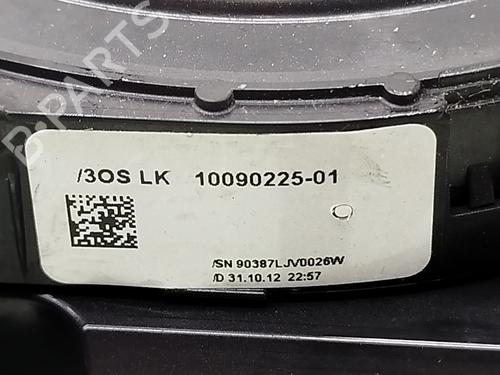 D-PARTS
/3OS LK 10090225-01
/SN 90387LJV0026W
/D 31.10.12 22:57